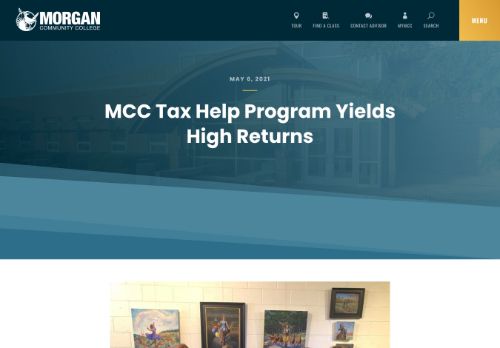 MORGAN
COMMUNITY COLLEGE
TOUR
FIND A CLASS
CONTACT ADVISOR
MYMCC
SEARCH
MENU
MAY 6, 2021
MCC Tax Help Program Yields
High Returns